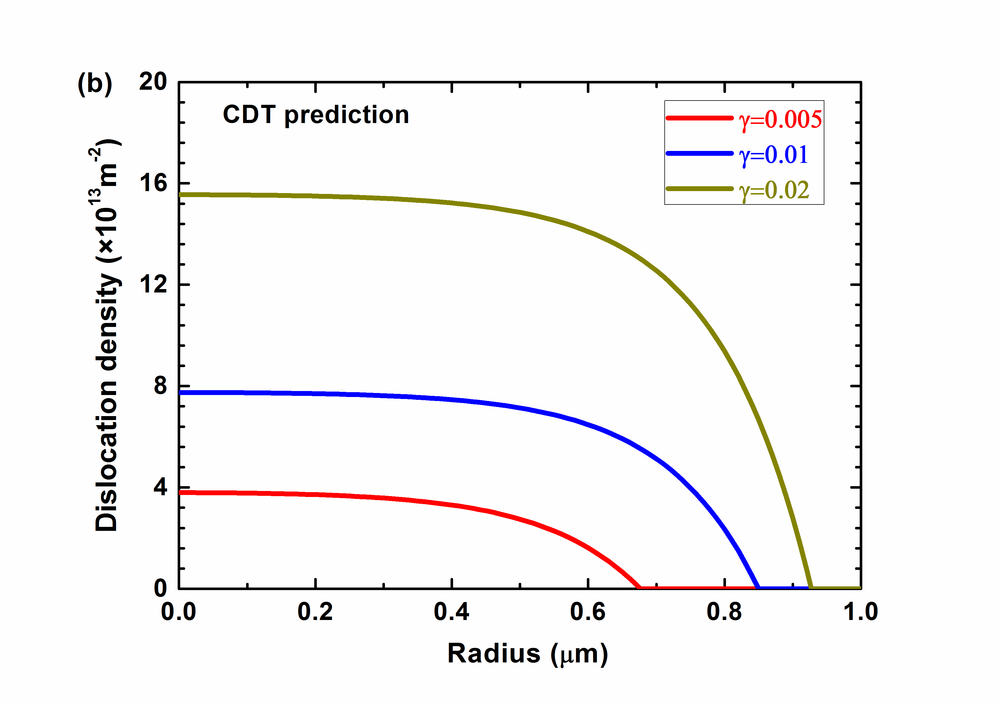 (b)
20
16
12
8
4
0
Dislocation density (×10¹³m⁻²)
CDT prediction
γ=0.005
γ=0.01
γ=0.02
0.0 0.2 0.4 0.6 0.8 1.0
Radius (μm)